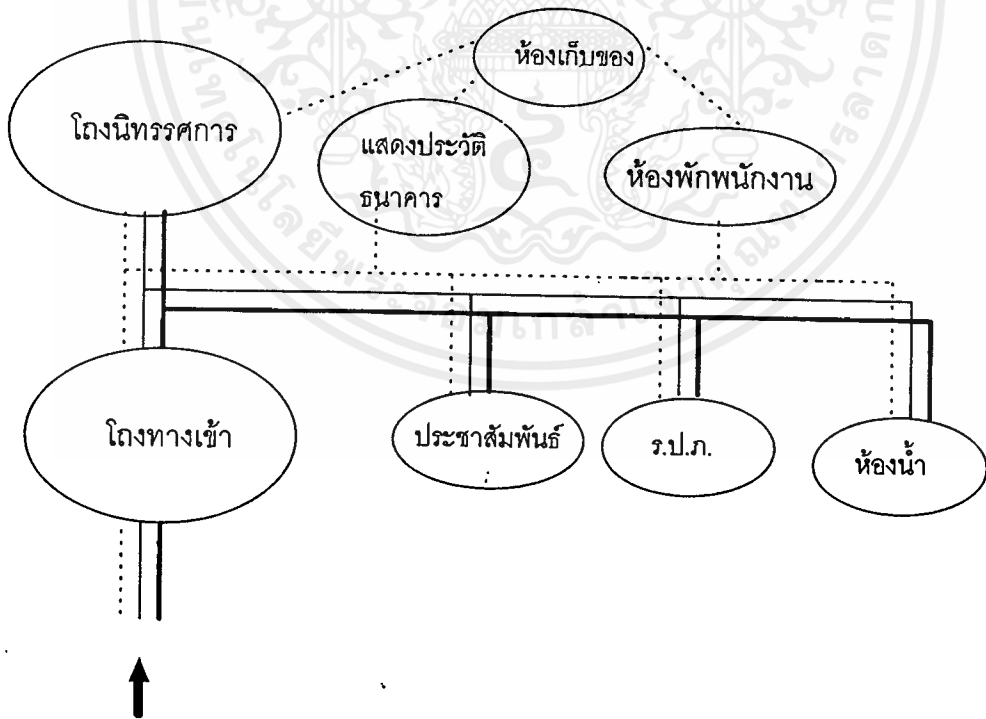 ห้องเก็บของ
โถงนิทรรศการ
แสดงประวัติ
ธนาคาร
ห้องพักพนักงาน
โถงทางเข้า
ประชาสัมพันธ์
ร.ป.ภ.
ห้องน้ำ